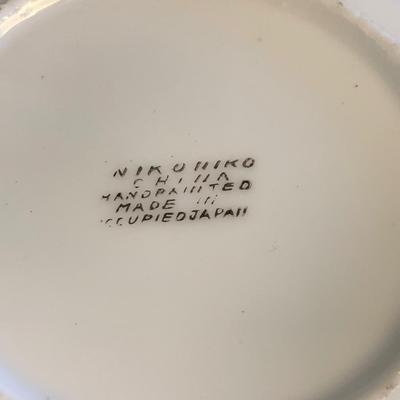 NIKONIKO
CHINA
HANDPAINTED
MADE IN
OCCUPIED JAPAN